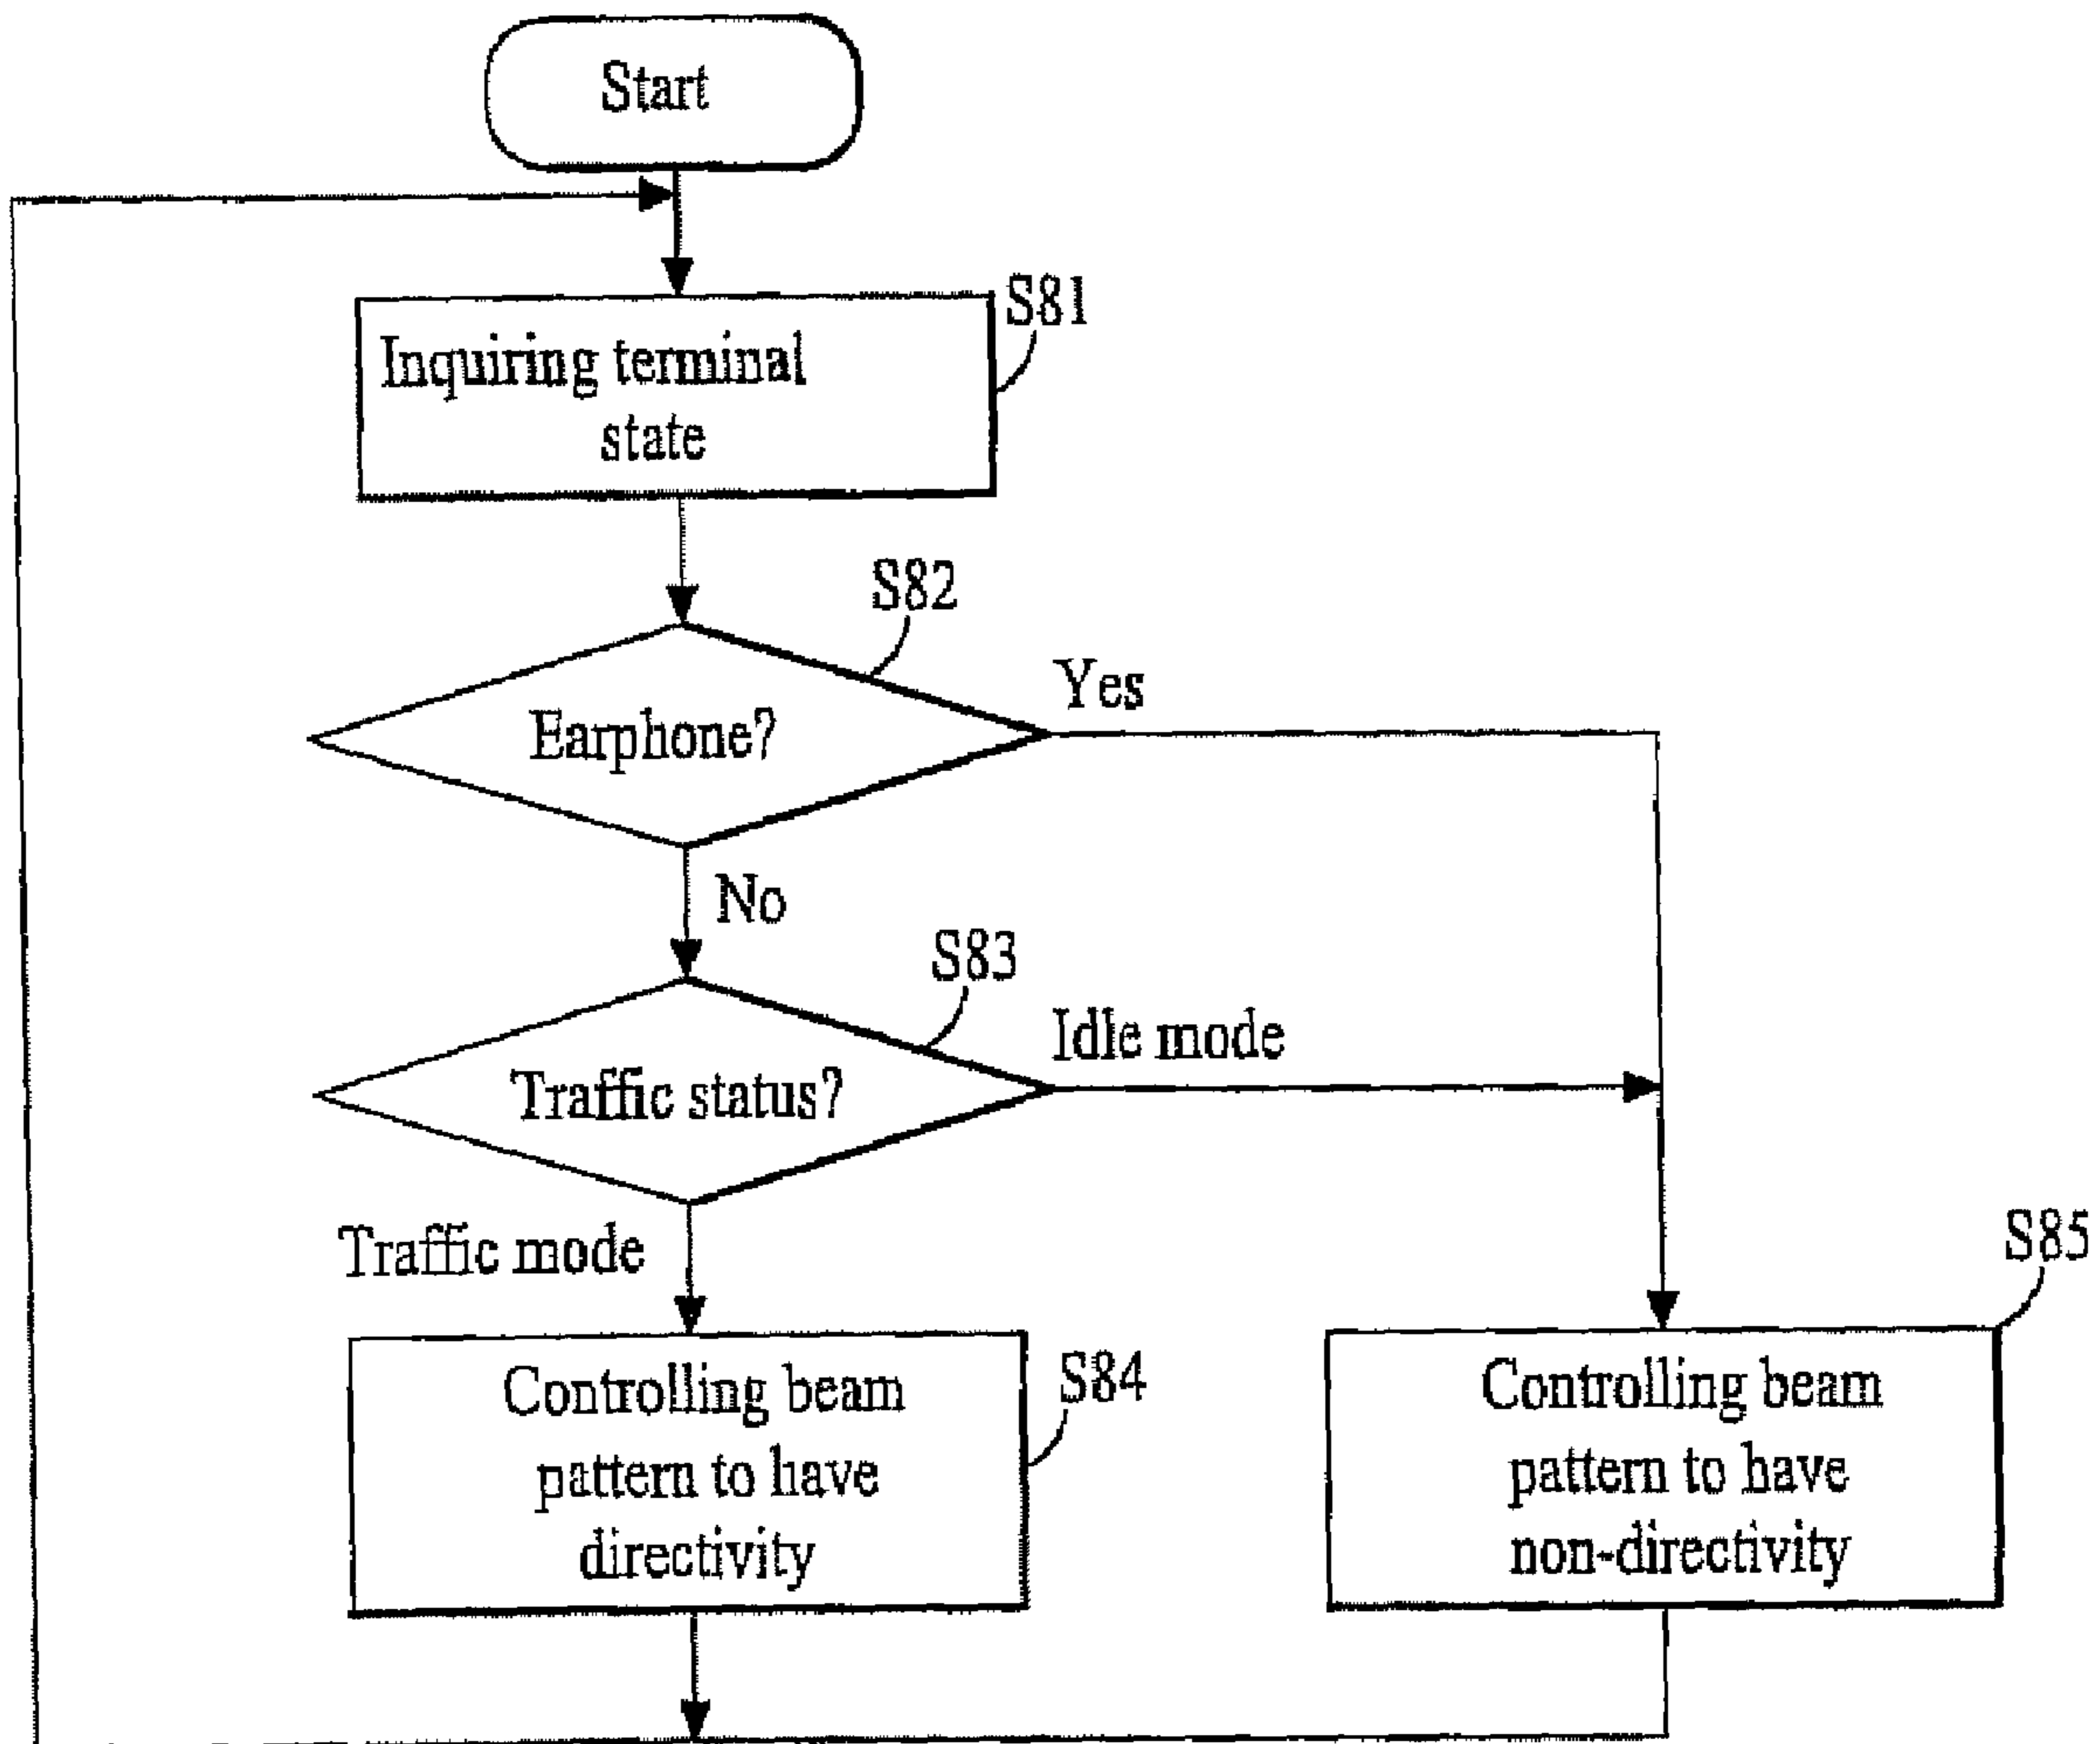 Start
S81
Inquiring terminal
state
S82
Yes
Earphone?
No
S83
Idle mode
Traffic status?
Traffic mode
S85
S84
Controlling beam
pattern to have
directivity
Controlling beam
pattern to have
non-directivity